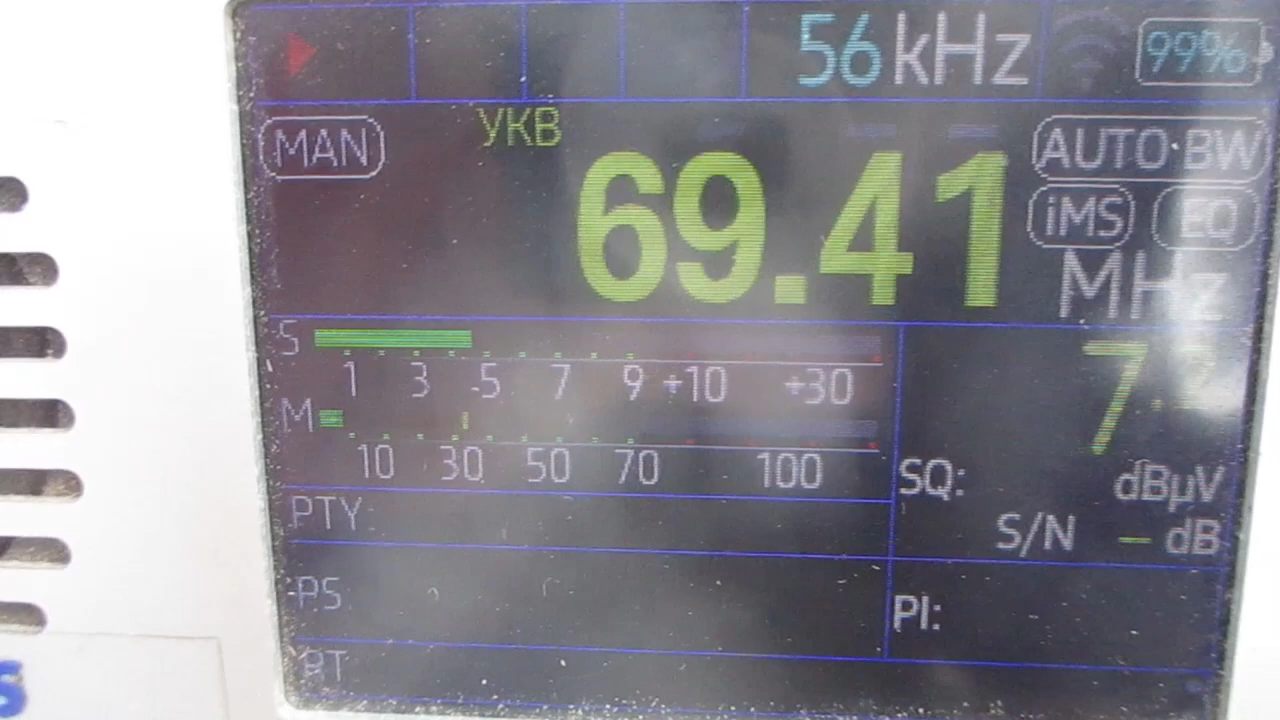 56 kHz 99%
MAN УКВ 69.41 MHz AUTO BW
iMS EQ
S
1 3 5 7 9 +10 +30
M
10 30 50 70 100
SQ: dBµV
PTY:
S/N – dB
PS
PI:
RT
S